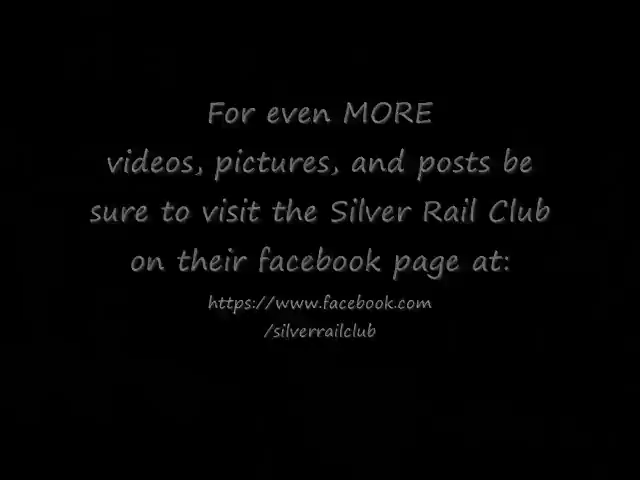 For even MORE
videos, pictures, and posts be
sure to visit the Silver Rail Club
on their facebook page at:
https://www.facebook.com
/silverrailclub